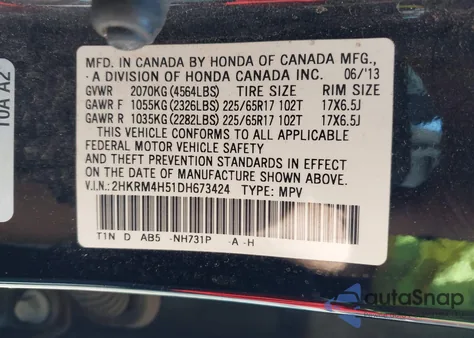 MFD. IN CANADA BY HONDA OF CANADA MFG.,
A DIVISION OF HONDA CANADA INC. 06/'13
GVWR 2070KG (4564LBS) TIRE SIZE RIM SIZE
GAWR F 1055KG (2326LBS) 225/65R17 102T 17X6.5J
GAWR R 1035KG (2282LBS) 225/65R17 102T 17X6.5J
THIS VEHICLE CONFORMS TO ALL APPLICABLE
FEDERAL MOTOR VEHICLE SAFETY, BUMPER,
AND THEFT PREVENTION STANDARDS IN EFFECT
ON THE DATE OF MANUFACTURE SHOWN ABOVE.
V.I.N.: 2HKRM4H51DH673424 TYPE: MPV
T1N D AB5 -NH731P -A -H
10A A2
autaSnap